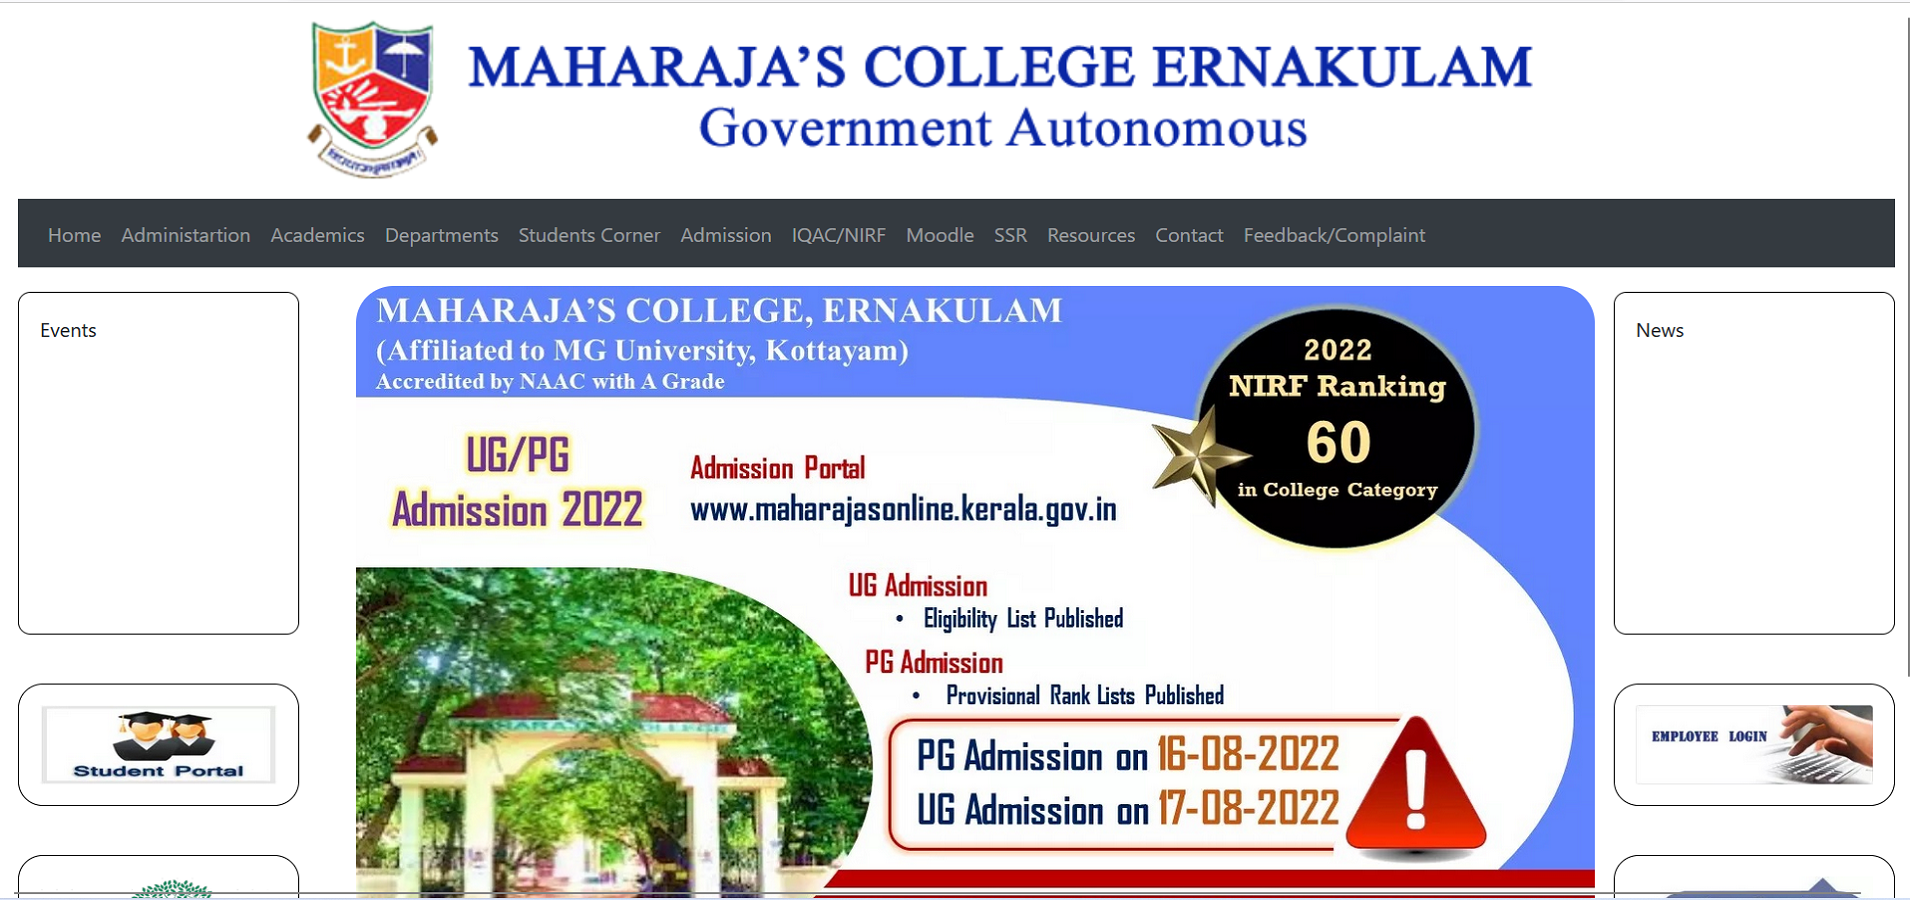 MAHARAJA'S COLLEGE ERNAKULAM
Government Autonomous
Home Administartion Academics Departments Students Corner Admission IQAC/NIRF Moodle SSR Resources Contact Feedback/Complaint
Events
MAHARAJA'S COLLEGE, ERNAKULAM
(Affiliated to MG University, Kottayam)
Accredited by NAAC with A Grade
2022
NIRF Ranking
60
in College Category
UG/PG
Admission 2022
Admission Portal
www.maharajasonline.kerala.gov.in
UG Admission
• Eligibility List Published
PG Admission
• Provisional Rank Lists Published
PG Admission on 16-08-2022
UG Admission on 17-08-2022
News
Student Portal
EMPLOYEE LOGIN